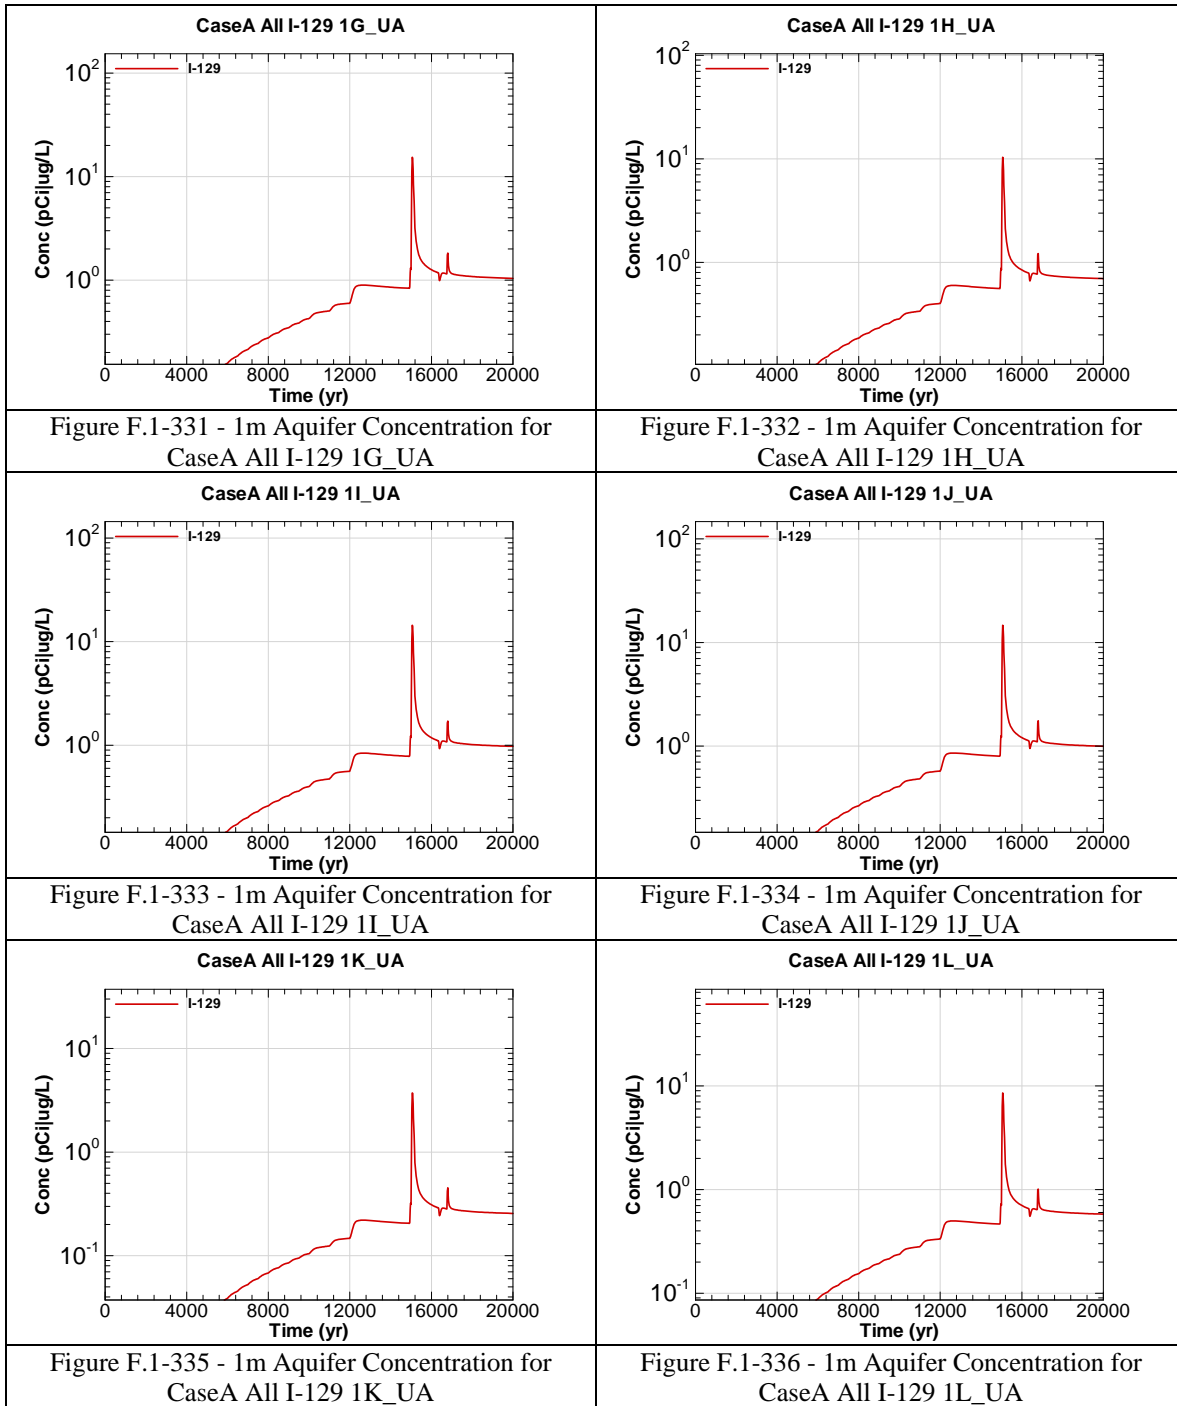 CaseA All I-129 1G_UA
I-129
10^2
10^1
10^0
Conc (pCi|ug/L)
0 4000 8000 12000 16000 20000
Time (yr)
Figure F.1-331 - 1m Aquifer Concentration for
CaseA All I-129 1G_UA
CaseA All I-129 1H_UA
I-129
10^2
10^1
10^0
Conc (pCi|ug/L)
0 4000 8000 12000 16000 20000
Time (yr)
Figure F.1-332 - 1m Aquifer Concentration for
CaseA All I-129 1H_UA
CaseA All I-129 1I_UA
I-129
10^2
10^1
10^0
Conc (pCi|ug/L)
0 4000 8000 12000 16000 20000
Time (yr)
Figure F.1-333 - 1m Aquifer Concentration for
CaseA All I-129 1I_UA
CaseA All I-129 1J_UA
I-129
10^2
10^1
10^0
Conc (pCi|ug/L)
0 4000 8000 12000 16000 20000
Time (yr)
Figure F.1-334 - 1m Aquifer Concentration for
CaseA All I-129 1J_UA
CaseA All I-129 1K_UA
I-129
10^1
10^0
10^-1
Conc (pCi|ug/L)
0 4000 8000 12000 16000 20000
Time (yr)
Figure F.1-335 - 1m Aquifer Concentration for
CaseA All I-129 1K_UA
CaseA All I-129 1L_UA
I-129
10^1
10^0
10^-1
Conc (pCi|ug/L)
0 4000 8000 12000 16000 20000
Time (yr)
Figure F.1-336 - 1m Aquifer Concentration for
CaseA All I-129 1L_UA